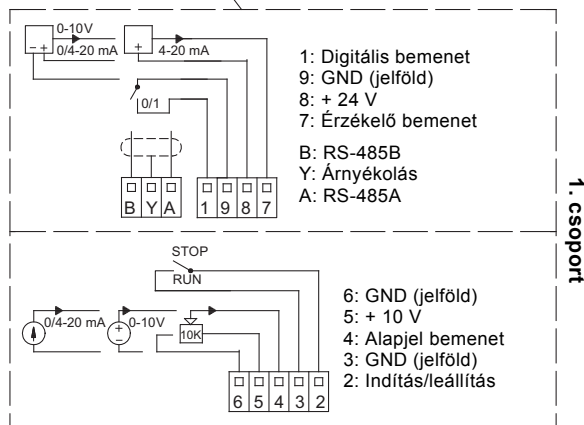 0-10V
0/4-20 mA
4-20 mA
0/1
B Y A
1 9 8 7
1: Digitális bemenet
9: GND (jelföld)
8: + 24 V
7: Érzékelő bemenet
B: RS-485B
Y: Árnyékolás
A: RS-485A
1. csoport
STOP
RUN
0/4-20 mA
0-10V
10K
6 5 4 3 2
6: GND (jelföld)
5: + 10 V
4: Alapjel bemenet
3: GND (jelföld)
2: Indítás/leállítás